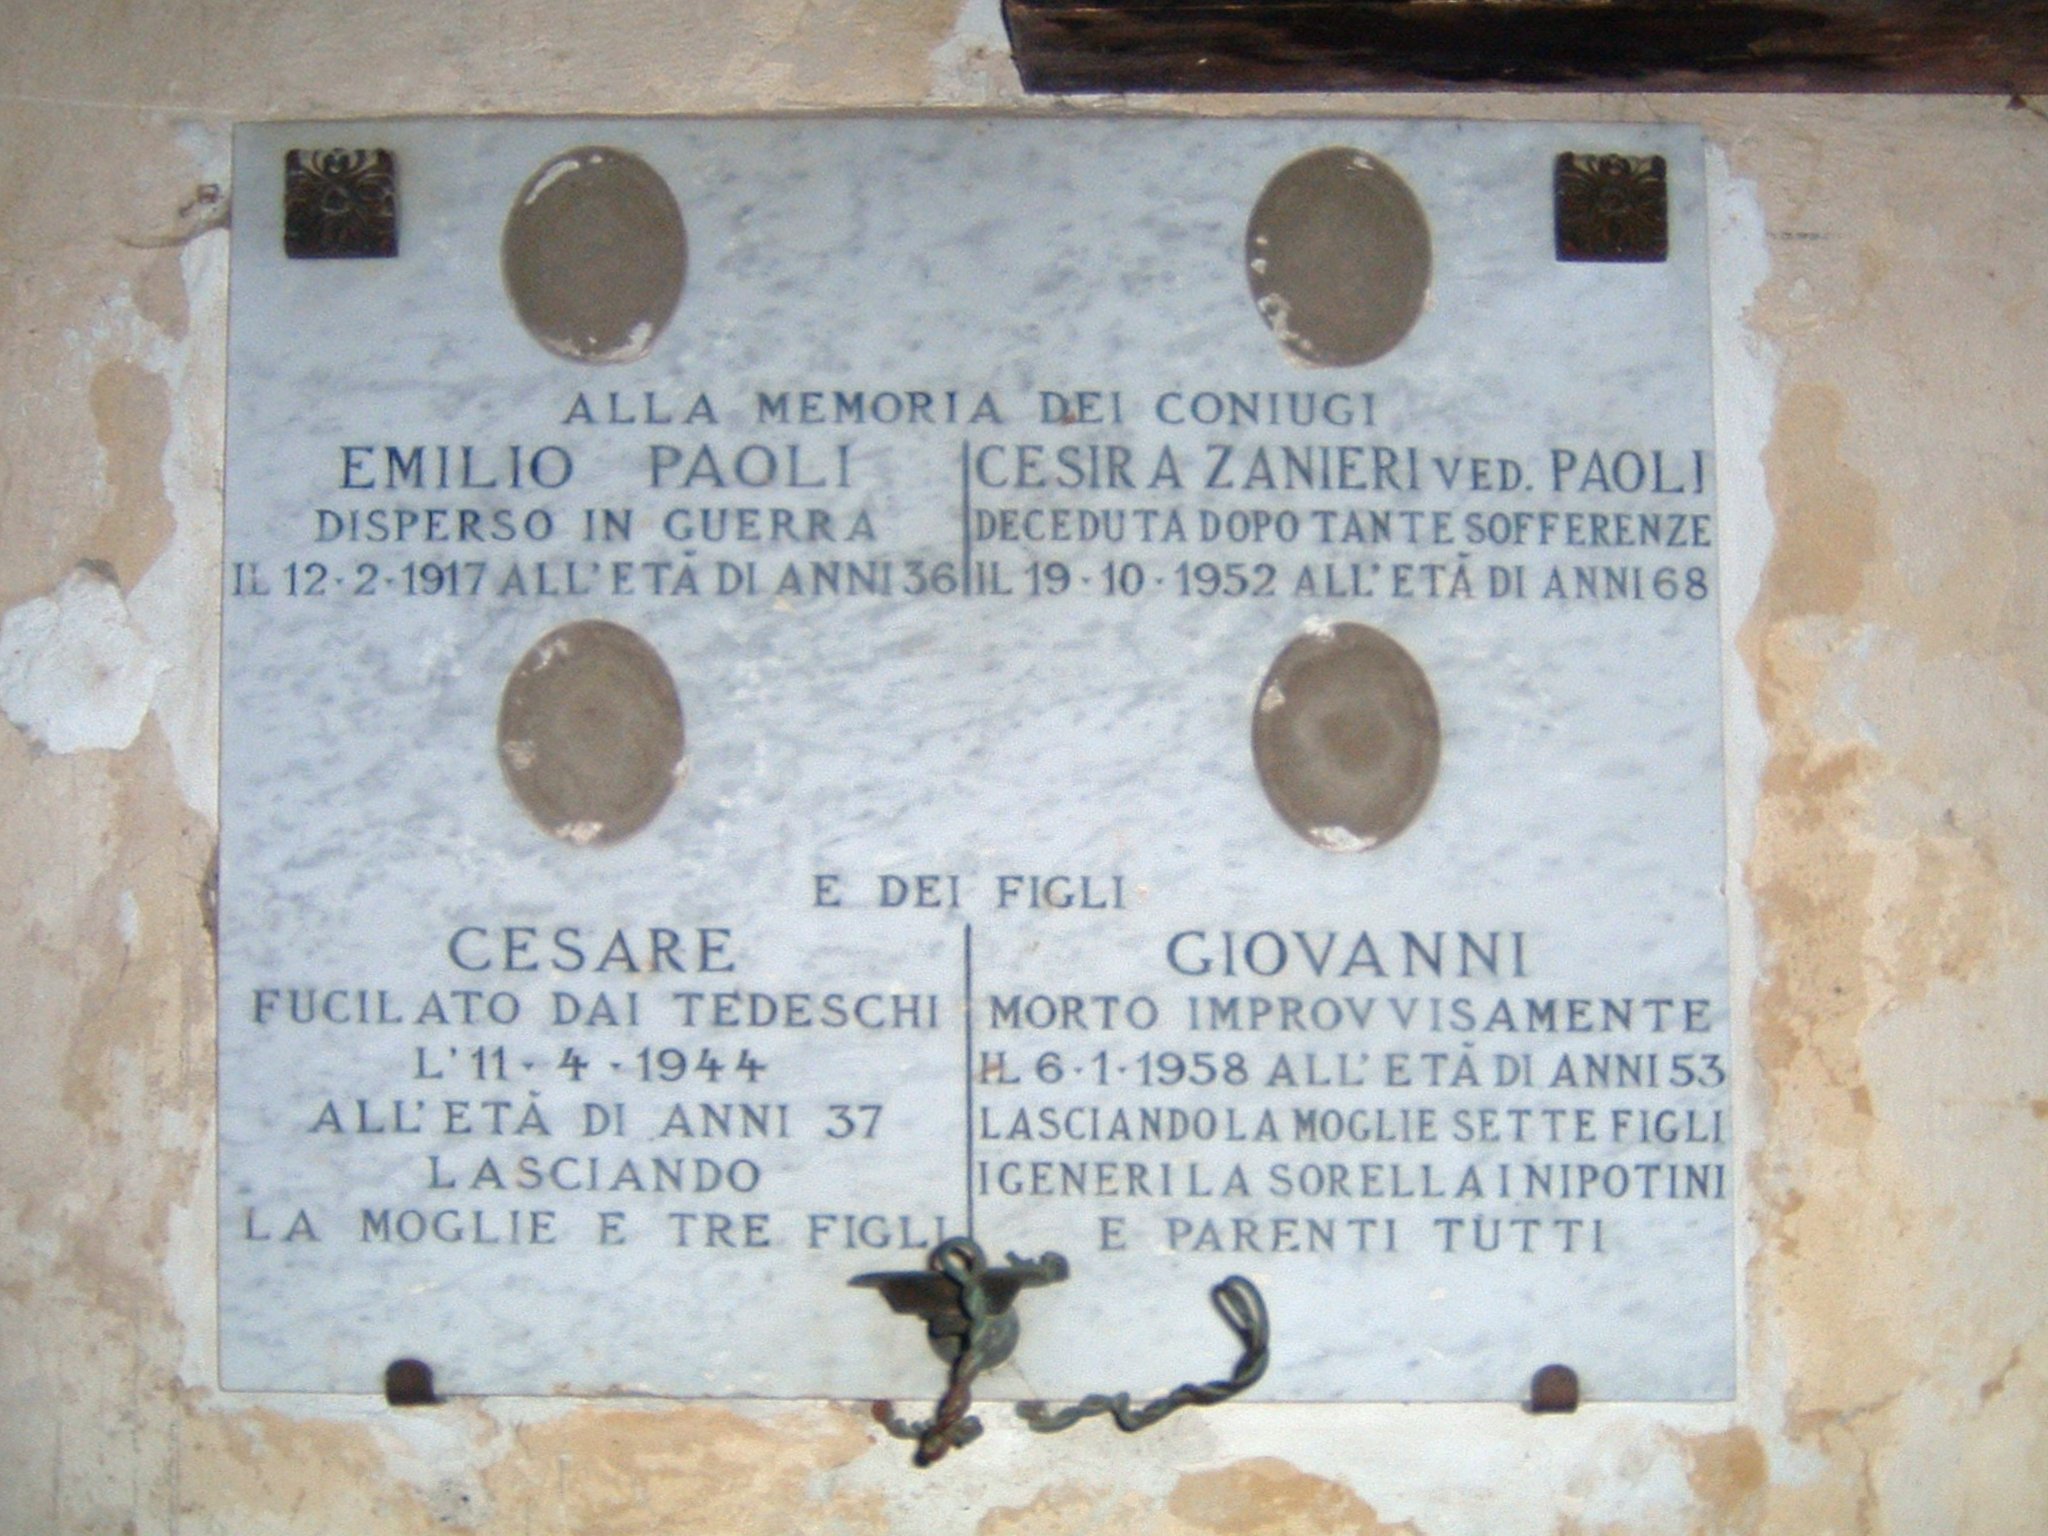 ALLA MEMORIA DEI CONIUGI
EMILIO PAOLI
DISPERSO IN GUERRA
IL 12·2·1917 ALL'ETÀ DI ANNI 36
CESIRA ZANIERI VED. PAOLI
DECEDUTA DOPO TANTE SOFFERENZE
IL 19·10·1952 ALL'ETÀ DI ANNI 68
E DEI FIGLI
CESARE
FUCILATO DAI TEDESCHI
L'11·4·1944
ALL'ETÀ DI ANNI 37
LASCIANDO
LA MOGLIE E TRE FIGLI
GIOVANNI
MORTO IMPROVVISAMENTE
IL 6·1·1958 ALL'ETÀ DI ANNI 53
LASCIANDO LA MOGLIE SETTE FIGLI
I GENERI LA SORELLA I NIPOTINI
E PARENTI TUTTI